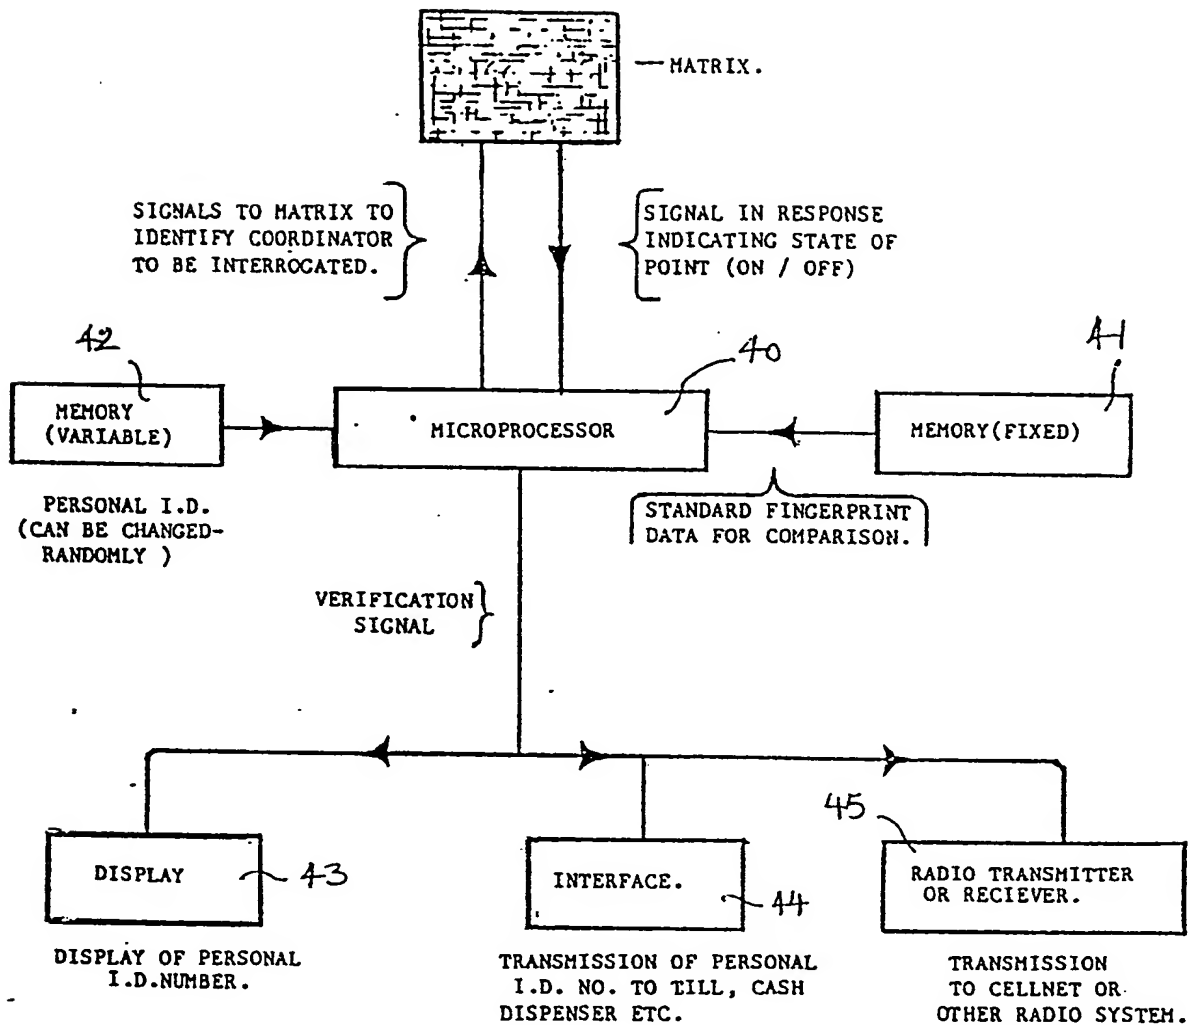 MATRIX.
SIGNALS TO MATRIX TO
IDENTIFY COORDINATOR
TO BE INTERROGATED.
SIGNAL IN RESPONSE
INDICATING STATE OF
POINT (ON / OFF)
42
40
41
MEMORY
(VARIABLE)
MICROPROCESSOR
MEMORY(FIXED)
PERSONAL I.D.
(CAN BE CHANGED-
RANDOMLY )
STANDARD FINGERPRINT
DATA FOR COMPARISON.
VERIFICATION
SIGNAL
45
DISPLAY
43
INTERFACE.
44
RADIO TRANSMITTER
OR RECIEVER.
DISPLAY OF PERSONAL
I.D.NUMBER.
TRANSMISSION OF PERSONAL
I.D. NO. TO TILL, CASH
DISPENSER ETC.
TRANSMISSION
TO CELLNET OR
OTHER RADIO SYSTEM.